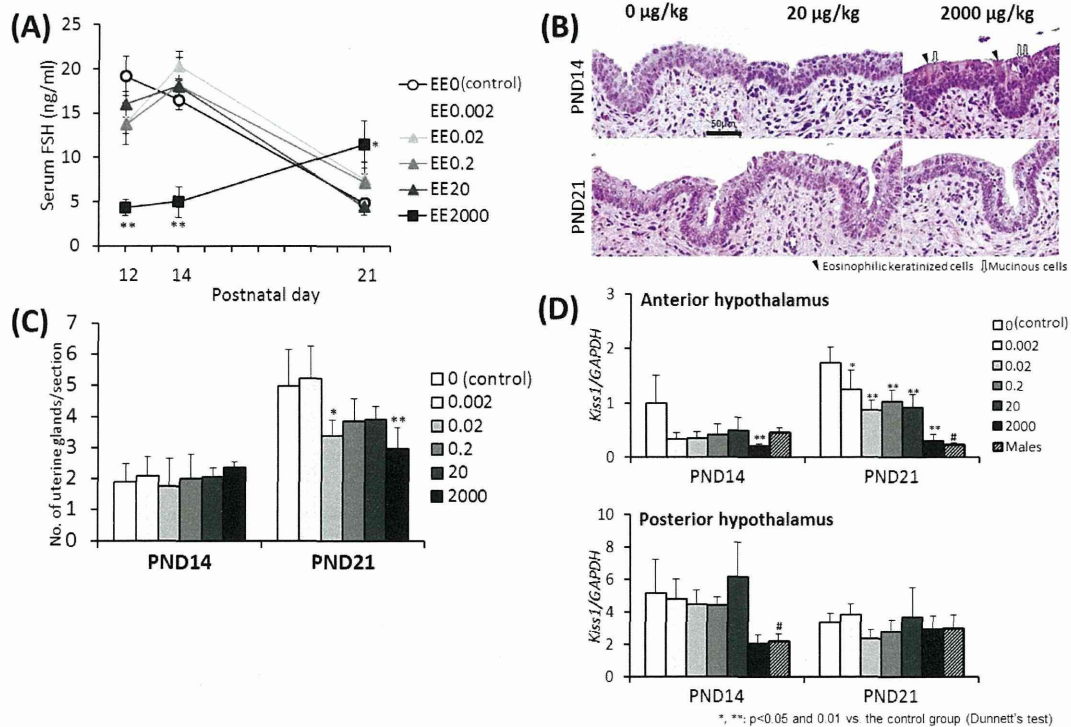 (A)
25
20
15
10
5
0
Serum FSH (ng/ml)
** **
*
12 14 21
Postnatal day
EE0(control)
EE0.002
EE0.02
EE0.2
EE20
EE2000
(B)
0 µg/kg 20 µg/kg 2000 µg/kg
PND14
50µm
PND21
Eosinophilic keratinized cells Mucinous cells
(C)
7
6
5
4
3
2
1
0
No. of uterine glands/section
* **
PND14 PND21
0 (control)
0.002
0.02
0.2
20
2000
(D)
Anterior hypothalamus
3
2
1
0
Kiss1/GAPDH
** * ** ** ** ** #
PND14 PND21
0(control)
0.002
0.02
0.2
20
2000
Males
Posterior hypothalamus
10
8
6
4
2
0
Kiss1/GAPDH
#
PND14 PND21
*, **: p<0.05 and 0.01 vs. the control group (Dunnett's test)